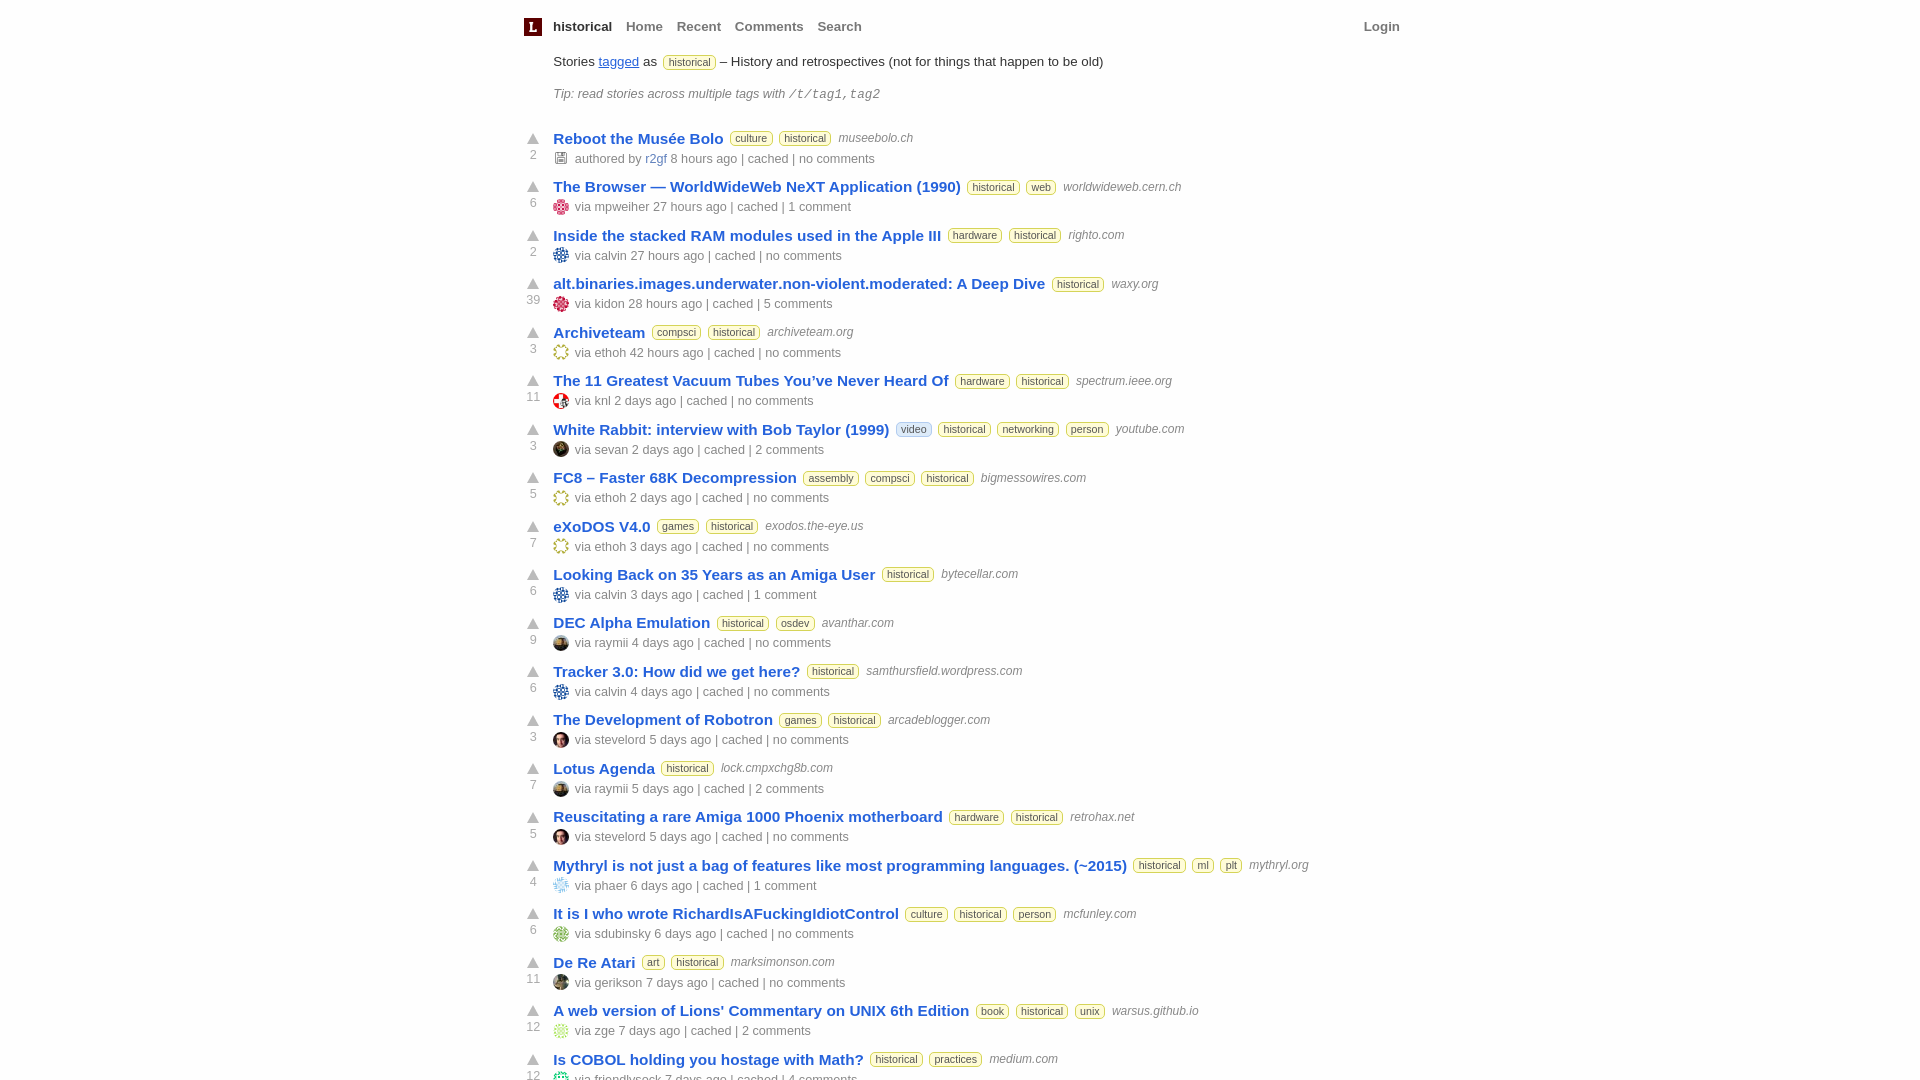 L historical Home Recent Comments Search Login
Stories tagged as historical – History and retrospectives (not for things that happen to be old)
Tip: read stories across multiple tags with /t/tag1,tag2
Reboot the Musée Bolo culture historical museebolo.ch
2 authored by r2gf 8 hours ago | cached | no comments
The Browser — WorldWideWeb NeXT Application (1990) historical web worldwideweb.cern.ch
6 via mpweiher 27 hours ago | cached | 1 comment
Inside the stacked RAM modules used in the Apple III hardware historical righto.com
2 via calvin 27 hours ago | cached | no comments
alt.binaries.images.underwater.non-violent.moderated: A Deep Dive historical waxy.org
39 via kidon 28 hours ago | cached | 5 comments
Archiveteam compsci historical archiveteam.org
3 via ethoh 42 hours ago | cached | no comments
The 11 Greatest Vacuum Tubes You’ve Never Heard Of hardware historical spectrum.ieee.org
11 via knl 2 days ago | cached | no comments
White Rabbit: interview with Bob Taylor (1999) video historical networking person youtube.com
3 via sevan 2 days ago | cached | 2 comments
FC8 – Faster 68K Decompression assembly compsci historical bigmessowires.com
5 via ethoh 2 days ago | cached | no comments
eXoDOS V4.0 games historical exodos.the-eye.us
7 via ethoh 3 days ago | cached | no comments
Looking Back on 35 Years as an Amiga User historical bytecellar.com
6 via calvin 3 days ago | cached | 1 comment
DEC Alpha Emulation historical osdev avanthar.com
9 via raymii 4 days ago | cached | no comments
Tracker 3.0: How did we get here? historical samthursfield.wordpress.com
6 via calvin 4 days ago | cached | no comments
The Development of Robotron games historical arcadeblogger.com
3 via stevelord 5 days ago | cached | no comments
Lotus Agenda historical lock.cmpxchg8b.com
7 via raymii 5 days ago | cached | 2 comments
Reuscitating a rare Amiga 1000 Phoenix motherboard hardware historical retrohax.net
5 via stevelord 5 days ago | cached | no comments
Mythryl is not just a bag of features like most programming languages. (~2015) historical ml plt mythryl.org
4 via phaer 6 days ago | cached | 1 comment
It is I who wrote RichardIsAFuckingIdiotControl culture historical person mcfunley.com
6 via sdubinsky 6 days ago | cached | no comments
De Re Atari art historical marksimonson.com
11 via gerikson 7 days ago | cached | no comments
A web version of Lions' Commentary on UNIX 6th Edition book historical unix warsus.github.io
12 via zge 7 days ago | cached | 2 comments
Is COBOL holding you hostage with Math? historical practices medium.com
12 via friendlysock 7 days ago | cached | 4 comments